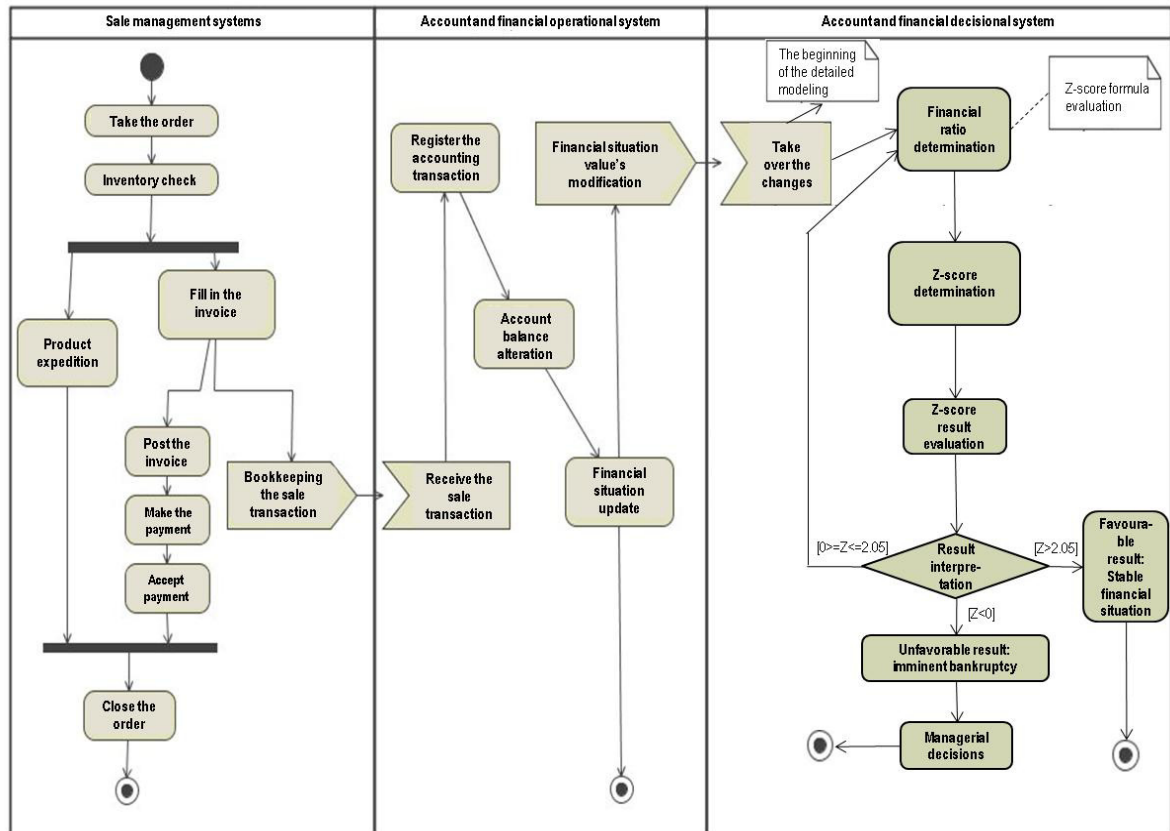 Sale management systems
Account and financial operational system
Account and financial decisional system
Take the order
Inventory check
Fill in the
invoice
Product
expedition
Post the
invoice
Make the
payment
Accept
payment
Bookkeeping
the sale
transaction
Close the
order
Register the
accounting
transaction
Account
balance
alteration
Receive the
sale
transaction
Financial
situation
update
Financial situation
value's
modification
The beginning
of the detailed
modeling
Take
over the
changes
Financial
ratio
determination
Z-score formula
evaluation
Z-score
determination
Z-score
result
evaluation
[0>=Z<=2.05]
Result
interpre-
tation
[Z>2.05]
Favoura-
ble
result:
Stable
financial
situation
[Z<0]
Unfavorable result:
imminent bankruptcy
Managerial
decisions